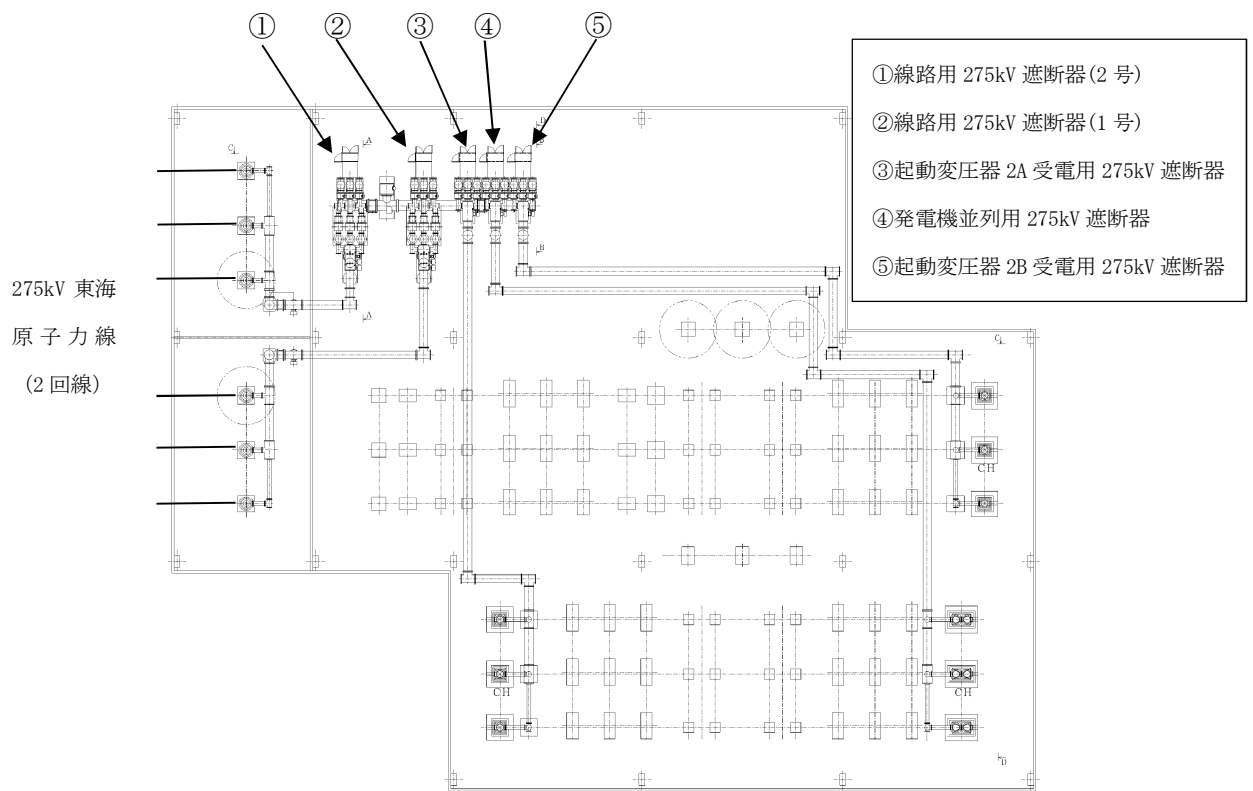 ① ② ③ ④ ⑤
①線路用 275kV 遮断器(2 号)
②線路用 275kV 遮断器(1 号)
③起動変圧器 2A 受電用 275kV 遮断器
④発電機並列用 275kV 遮断器
⑤起動変圧器 2B 受電用 275kV 遮断器
275kV 東海
原 子 力 線
(2 回線)
A
D
B
C
B
A
C
CH
CH
CH
D